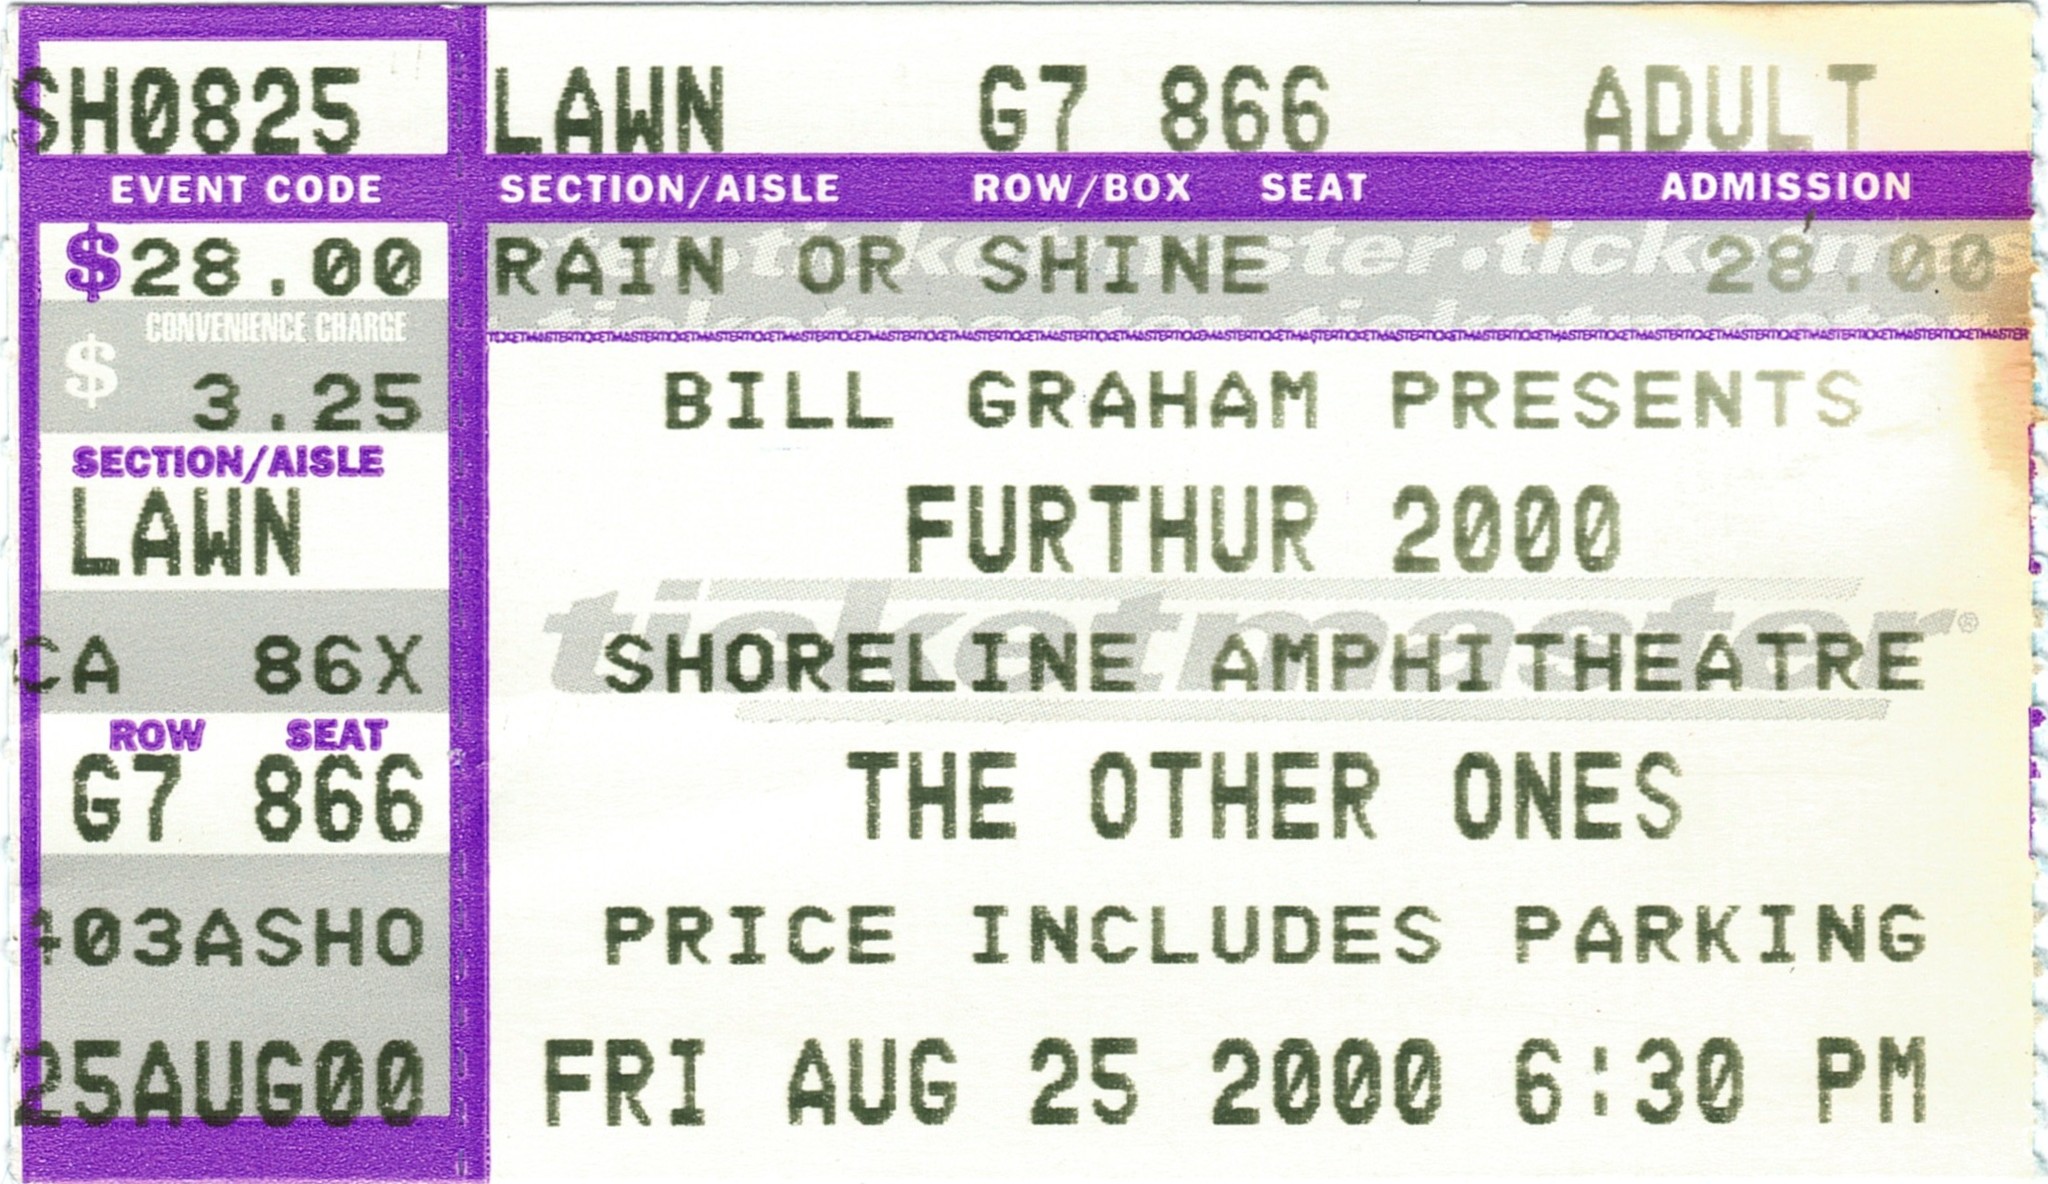 SH0825
EVENT CODE
$28.00
CONVENIENCE CHARGE
$ 3.25
SECTION/AISLE
LAWN
CA 86X
ROW SEAT
G7 866
403ASHO
25AUG00
LAWN G7 866 ADULT
SECTION/AISLE ROW/BOX SEAT ADMISSION
RAIN OR SHINE 28.00
BILL GRAHAM PRESENTS
FURTHUR 2000
ticketmaster®
SHORELINE AMPHITHEATRE
THE OTHER ONES
PRICE INCLUDES PARKING
FRI AUG 25 2000 6:30 PM